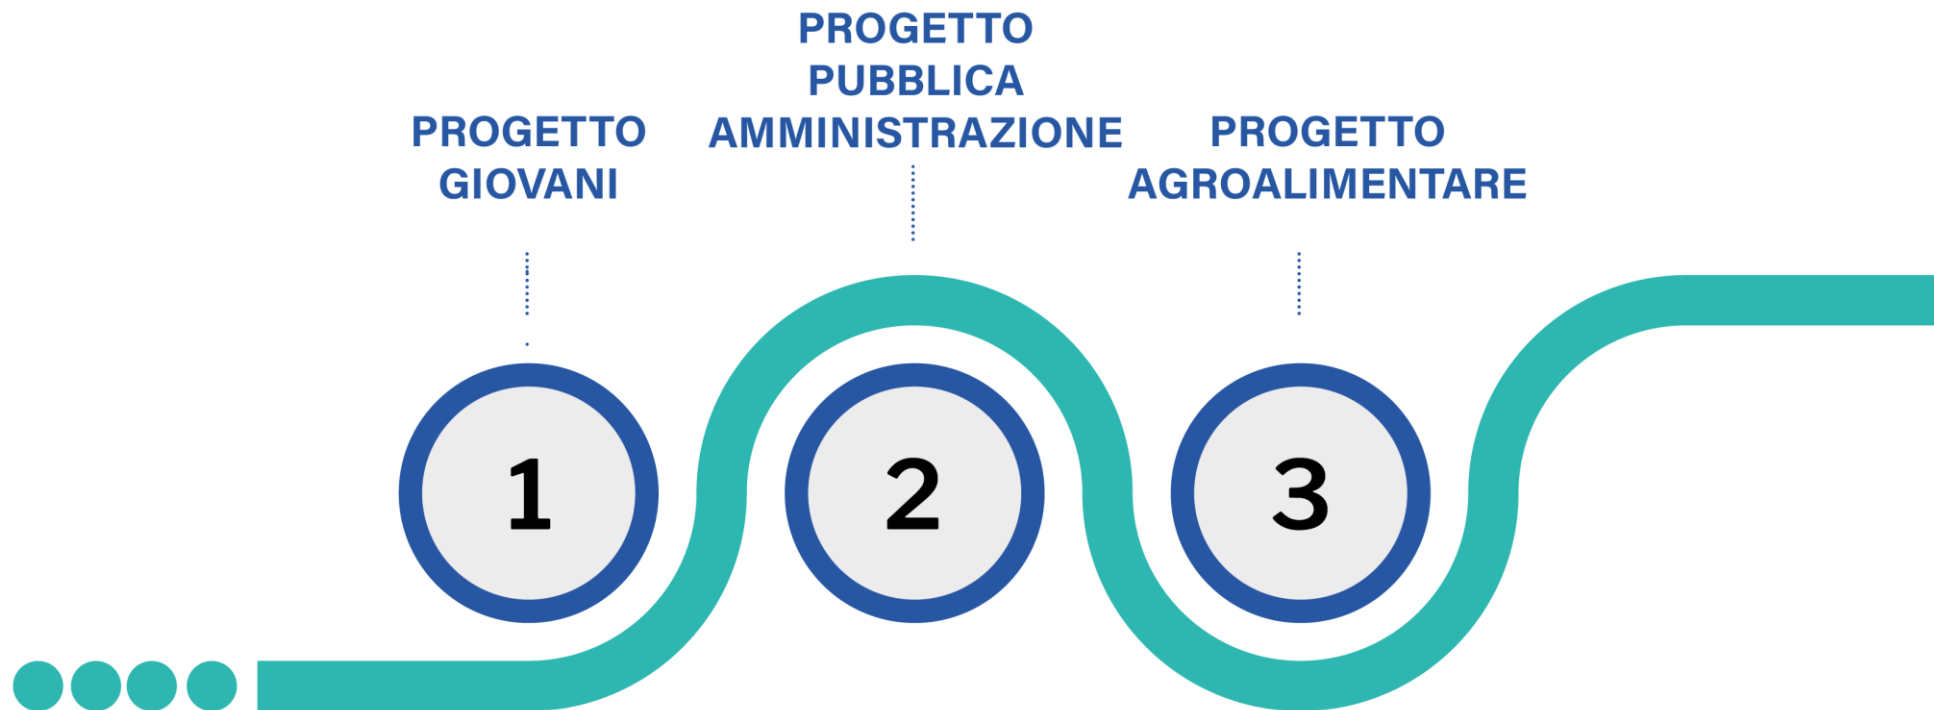 PROGETTO
GIOVANI
PROGETTO
PUBBLICA
AMMINISTRAZIONE
PROGETTO
AGROALIMENTARE
1
2
3